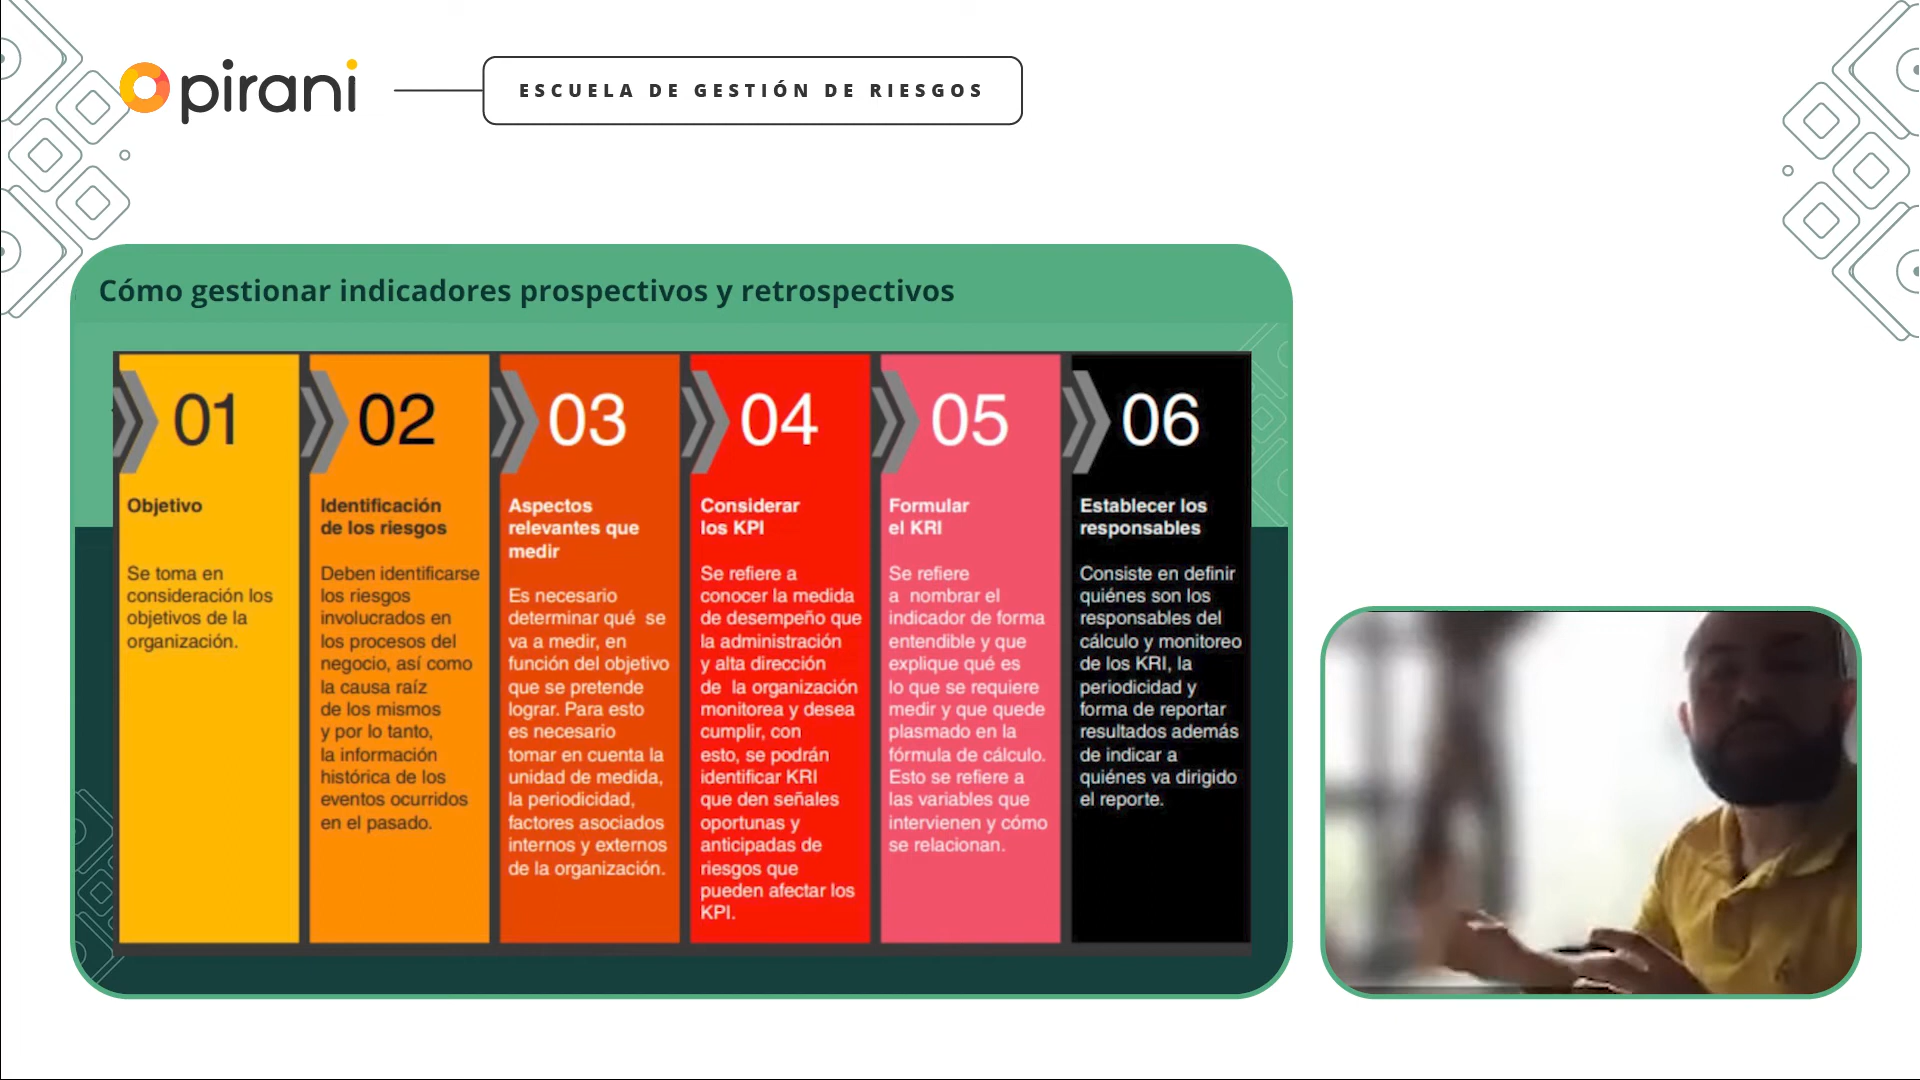 pirani
ESCUELA DE GESTIÓN DE RIESGOS
Cómo gestionar indicadores prospectivos y retrospectivos
01
Objetivo
Se toma en
consideración los
objetivos de la
organización.
02
Identificación
de los riesgos
Deben identificarse
los riesgos
involucrados en
los procesos del
negocio, así como
la causa raíz
de los mismos
y por lo tanto,
la información
histórica de los
eventos ocurridos
en el pasado.
03
Aspectos
relevantes que
medir
Es necesario
determinar qué se
va a medir, en
función del objetivo
que se pretende
lograr. Para esto
es necesario
tomar en cuenta la
unidad de medida,
la periodicidad,
factores asociados
internos y externos
de la organización.
04
Considerar
los KPI
Se refiere a
conocer la medida
de desempeño que
la administración
y alta dirección
de la organización
monitorea y desea
cumplir, con
esto, se podrán
identificar KRI
que den señales
oportunas y
anticipadas de
riesgos que
pueden afectar los
KPI.
05
Formular
el KRI
Se refiere
a nombrar el
indicador de forma
entendible y que
explique qué es
lo que se requiere
medir y que quede
plasmado en la
fórmula de cálculo.
Esto se refiere a
las variables que
intervienen y cómo
se relacionan.
06
Establecer los
responsables
Consiste en definir
quiénes son los
responsables del
cálculo y monitoreo
de los KRI, la
periodicidad y
forma de reportar
resultados además
de indicar a
quiénes va dirigido
el reporte.